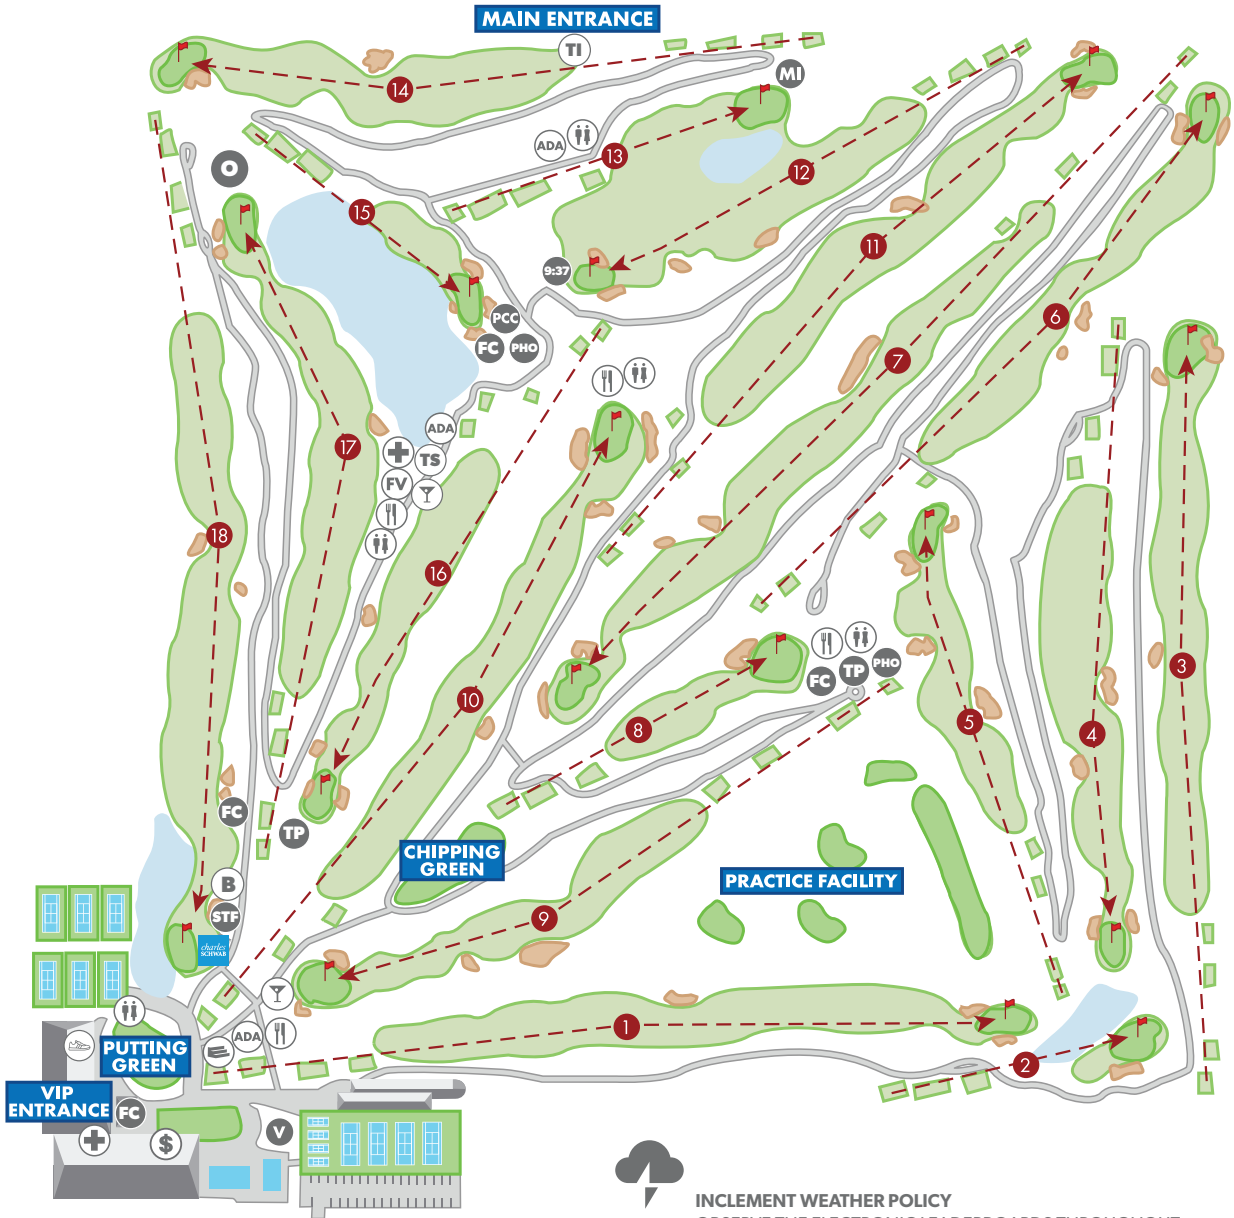 MAIN ENTRANCE
TI
14
MI
ADA
13
12
O
15
11
9:37
PCC
FC
PHO
6
7
ADA
17
TS
FV
18
16
3
FC
TP
PHO
10
8
5
4
FC
TP
CHIPPING
GREEN
PRACTICE FACILITY
B
STF
9
charles
SCHWAB
1
ADA
PUTTING
GREEN
2
VIP
ENTRANCE
FC
V
$
INCLEMENT WEATHER POLICY